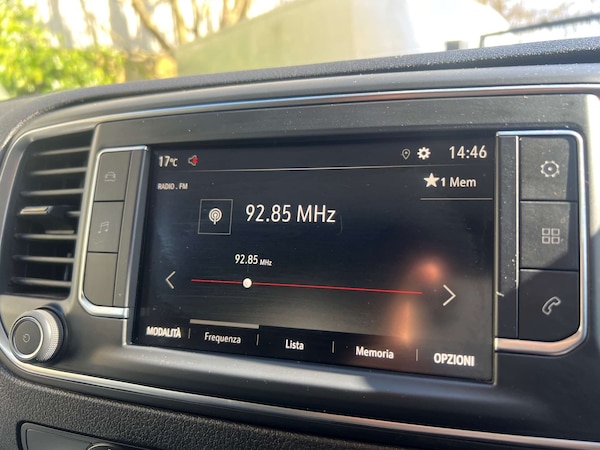 17°C
14:46
RADIO . FM
1 Mem
92.85 MHz
92.85 MHz
MODALITÀ
Frequenza
Lista
Memoria
OPZIONI